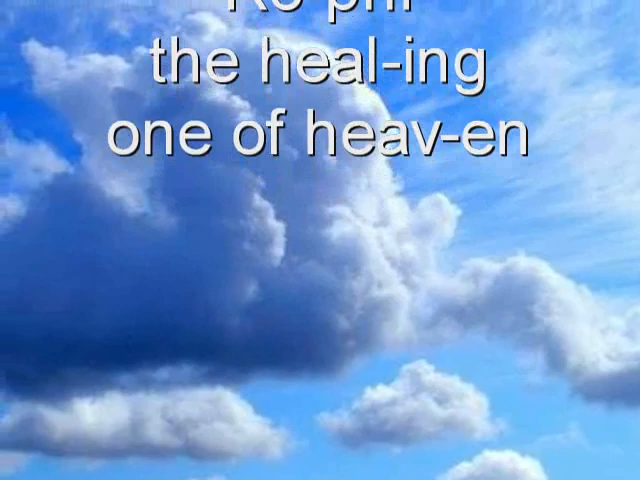 the heal-ing
one of heav-en